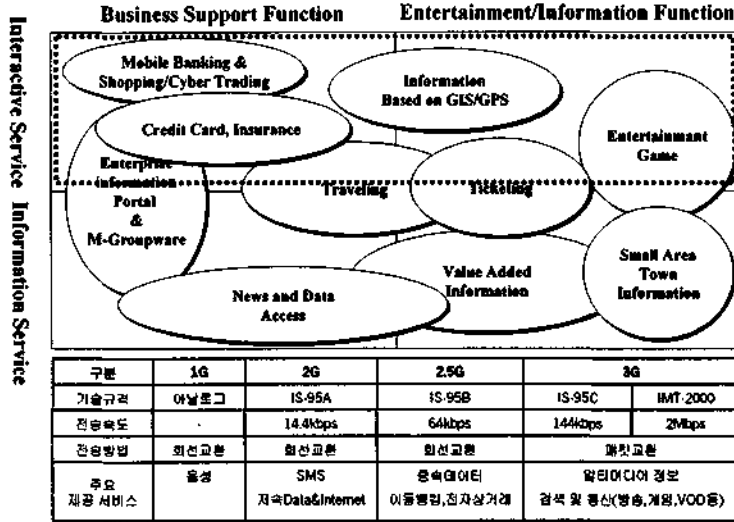 Business Support Function
Entertainment/Information Function
Interactive Service
Information Service
Mobile Banking &
Shopping/Cyber Trading
Information
Based on GIS/GPS
Credit Card, Insurance
Entertainmant
Game
Enterprise
Information
Portal
&
M-Groupware
Traveling
Ticketing
Small Area
Town
Information
Value Added
Information
News and Data
Access
구분 1G 2G 2.5G 3G
기술규격 아날로그 IS-95A IS-95B IS-95C IMT-2000
전송속도 - 14.4kbps 64kbps 144kbps 2Mbps
전송방법 회선교환 회선교환 회선교환 패킷교환
주요
제공 서비스
음성
SMS
저속Data&Internet
중속데이터
이동뱅킹,전자상거래
멀티미디어 정보
검색 및 통신(방송,게임,VOD등)